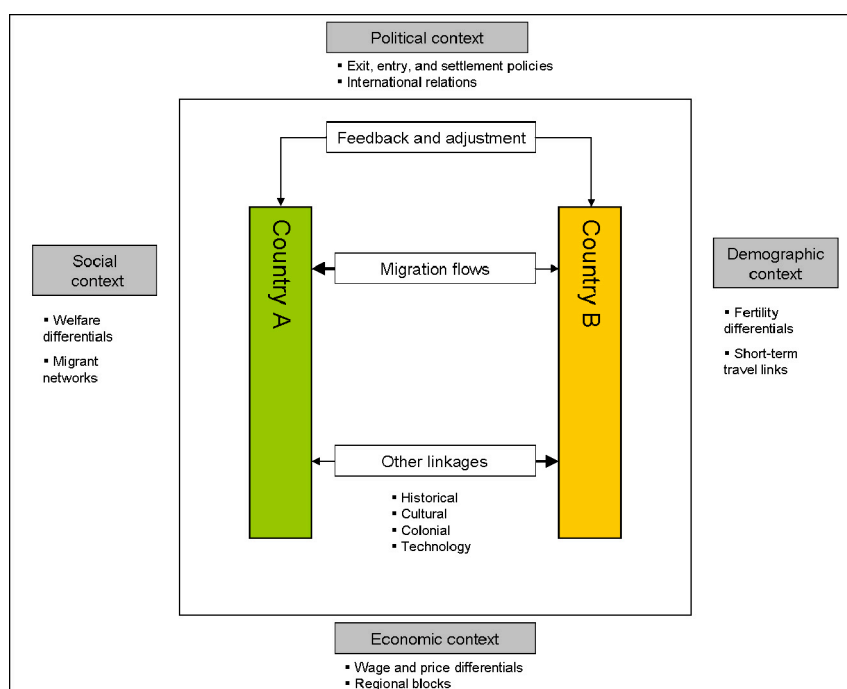 Political context
▪ Exit, entry, and settlement policies
▪ International relations
Feedback and adjustment
Country A
Country B
Migration flows
Social
context
▪ Welfare
differentials
▪ Migrant
networks
Demographic
context
▪ Fertility
differentials
▪ Short-term
travel links
Other linkages
▪ Historical
▪ Cultural
▪ Colonial
▪ Technology
Economic context
▪ Wage and price differentials
▪ Regional blocks